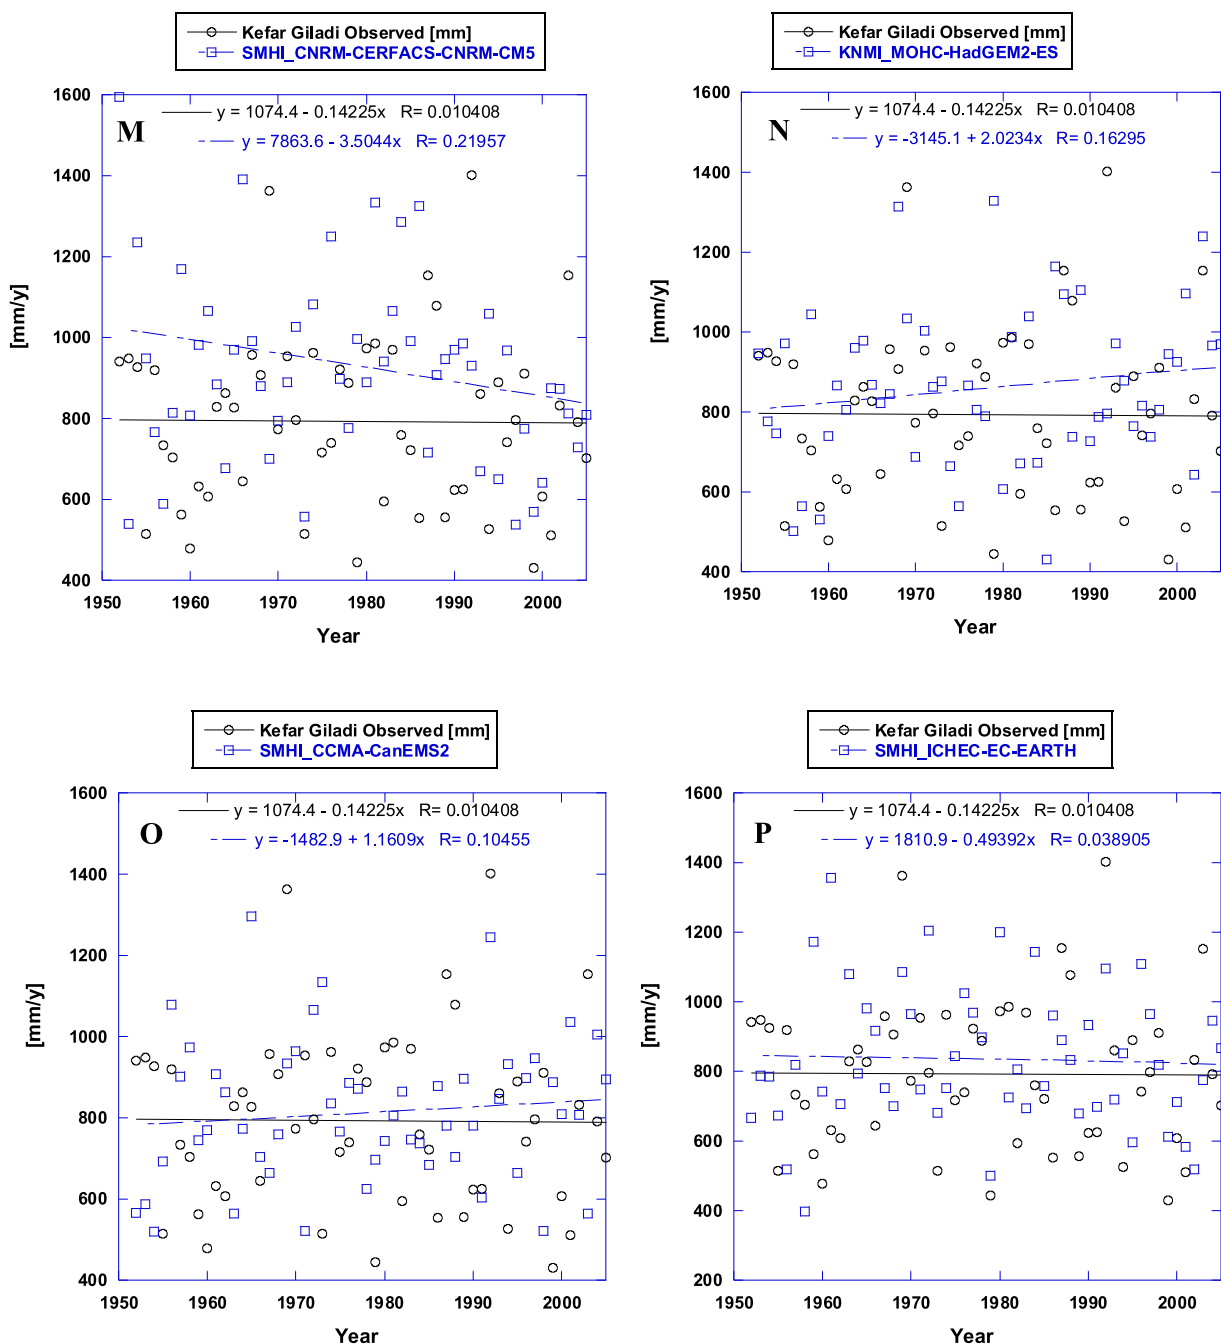 Kefar Giladi Observed [mm]
SMHI_CNRM-CERFACS-CNRM-CM5
M
y = 1074.4 - 0.14225x R= 0.010408
y = 7863.6 - 3.5044x R= 0.21957
1600
1400
1200
1000
800
600
400
[mm/y]
1950 1960 1970 1980 1990 2000
Year
Kefar Giladi Observed [mm]
KNMI_MOHC-HadGEM2-ES
N
y = 1074.4 - 0.14225x R= 0.010408
y = -3145.1 + 2.0234x R= 0.16295
1600
1400
1200
1000
800
600
400
[mm/y]
1950 1960 1970 1980 1990 2000
Year
Kefar Giladi Observed [mm]
SMHI_CCMA-CanEMS2
O
y = 1074.4 - 0.14225x R= 0.010408
y = -1482.9 + 1.1609x R= 0.10455
1600
1400
1200
1000
800
600
400
[mm/y]
1950 1960 1970 1980 1990 2000
Year
Kefar Giladi Observed [mm]
SMHI_ICHEC-EC-EARTH
P
y = 1074.4 - 0.14225x R= 0.010408
y = 1810.9 - 0.49392x R= 0.038905
1600
1400
1200
1000
800
600
400
200
[mm/y]
1950 1960 1970 1980 1990 2000
Year